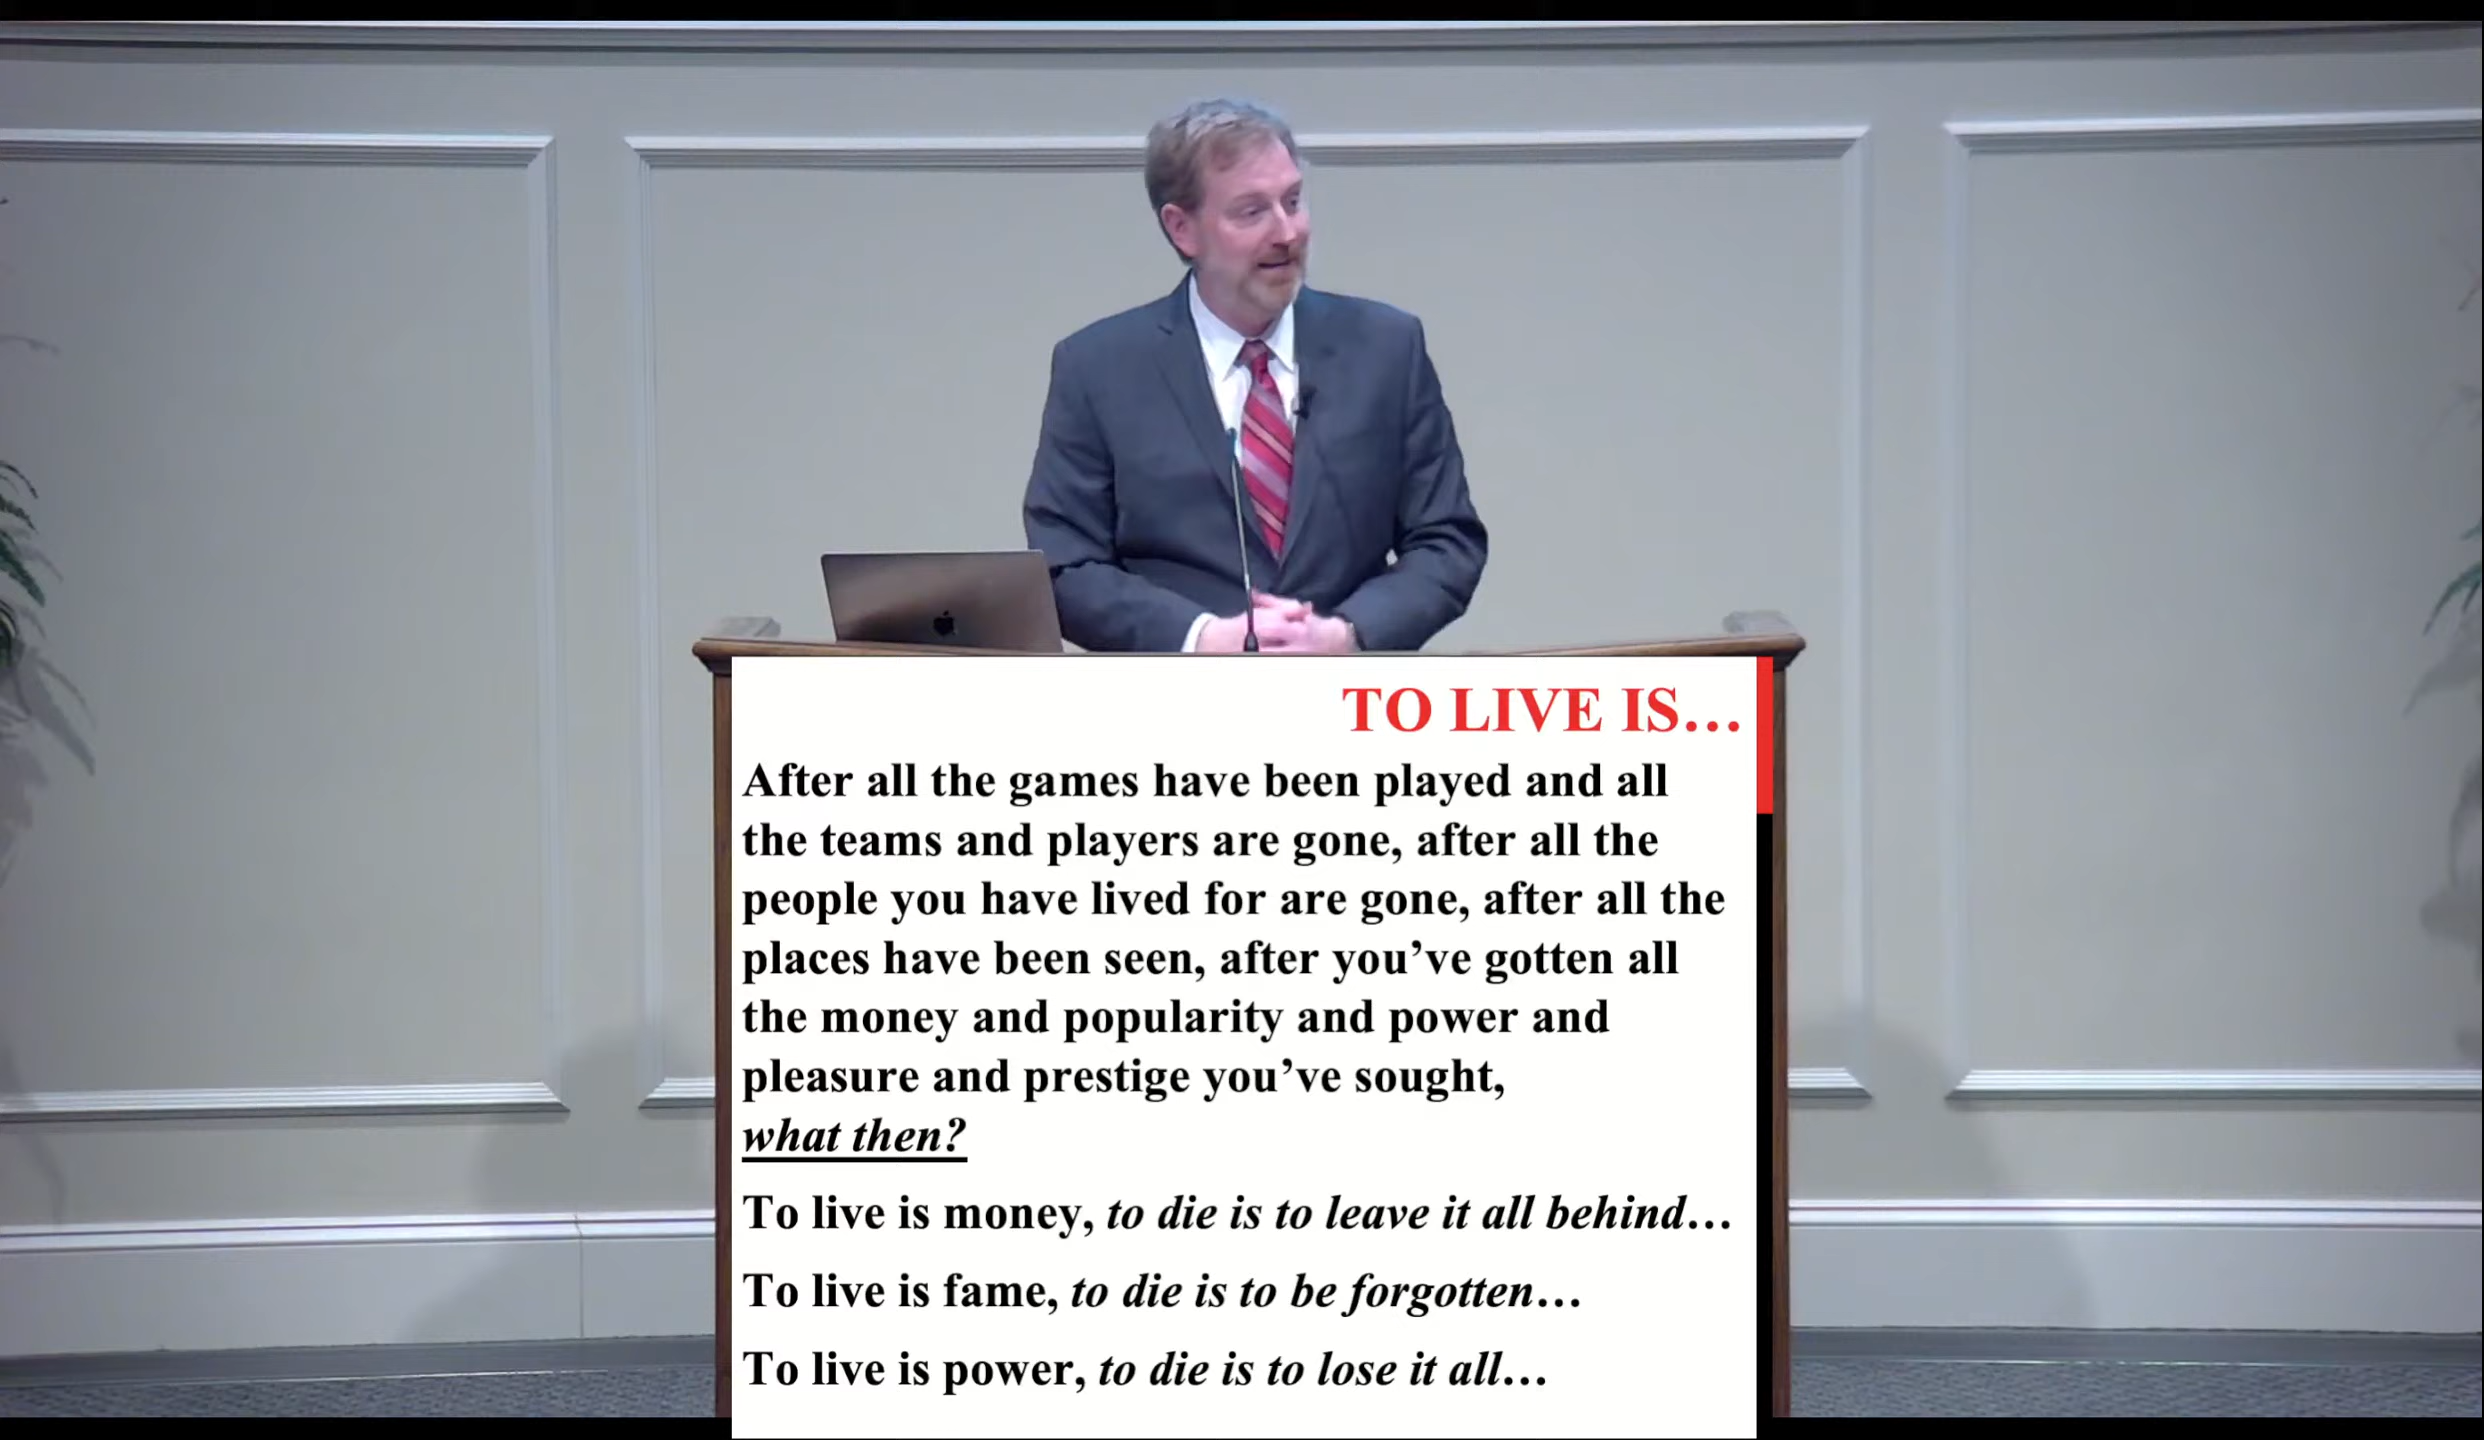 TO LIVE IS…
After all the games have been played and all
the teams and players are gone, after all the
people you have lived for are gone, after all the
places have been seen, after you’ve gotten all
the money and popularity and power and
pleasure and prestige you’ve sought,
what then?
To live is money, to die is to leave it all behind…
To live is fame, to die is to be forgotten…
To live is power, to die is to lose it all…